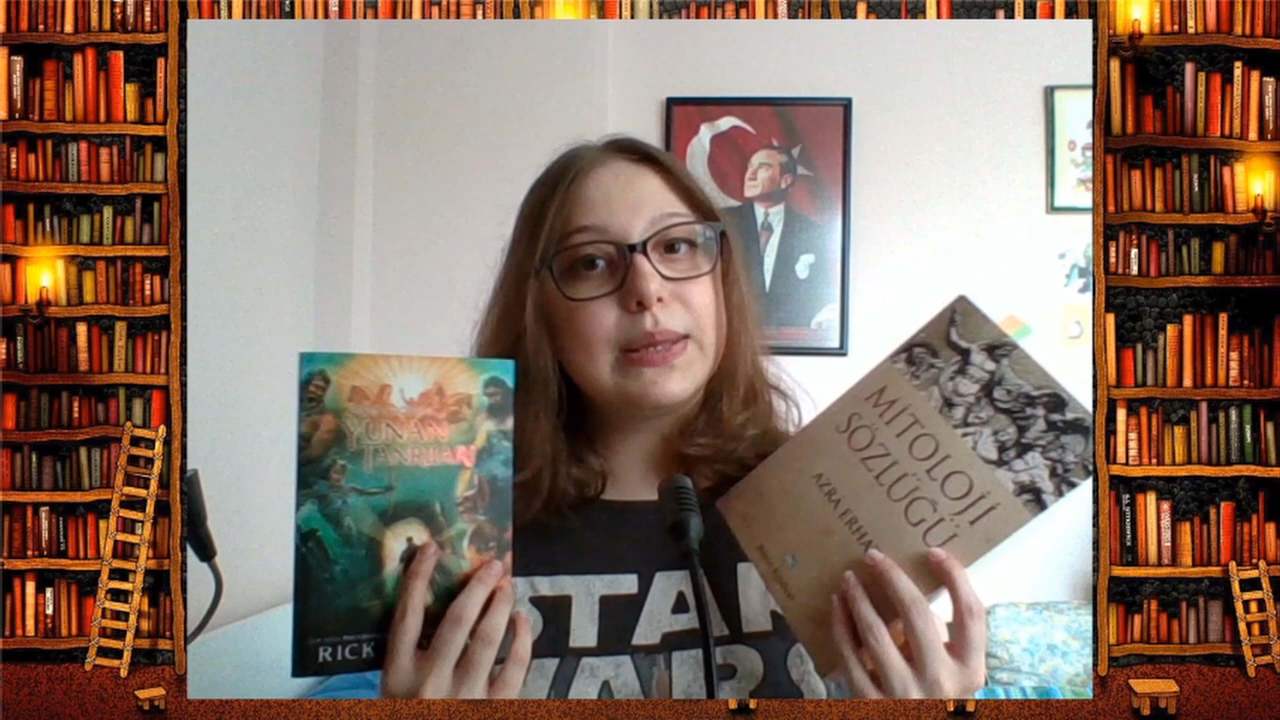 YUNAN
TANRILARI
RICK
MİTOLOJİ
SÖZLÜĞÜ
AZRA ERHA
STAR
WARS